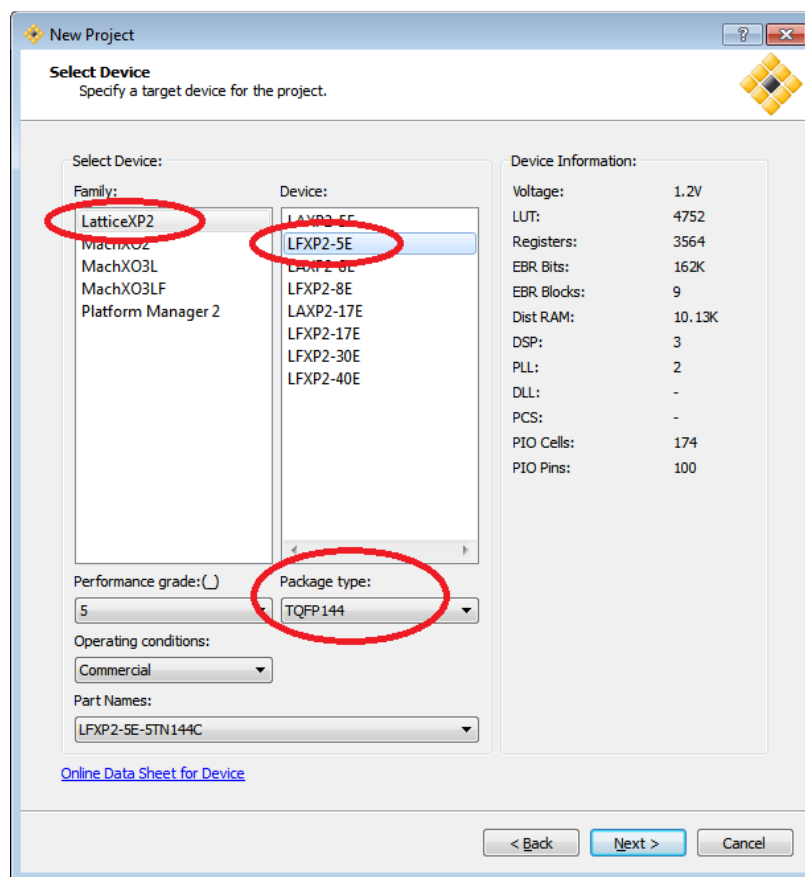 New Project
Select Device
Specify a target device for the project.
Select Device:
Family:
LatticeXP2
MachXO2
MachXO3L
MachXO3LF
Platform Manager 2
Device:
LAXP2-5E
LFXP2-5E
LAXP2-8E
LFXP2-8E
LAXP2-17E
LFXP2-17E
LFXP2-30E
LFXP2-40E
Performance grade:(_)
5
Package type:
TQFP144
Operating conditions:
Commercial
Part Names:
LFXP2-5E-5TN144C
Online Data Sheet for Device
Device Information:
Voltage: 1.2V
LUT: 4752
Registers: 3564
EBR Bits: 162K
EBR Blocks: 9
Dist RAM: 10.13K
DSP: 3
PLL: 2
DLL: -
PCS: -
PIO Cells: 174
PIO Pins: 100
< Back
Next >
Cancel